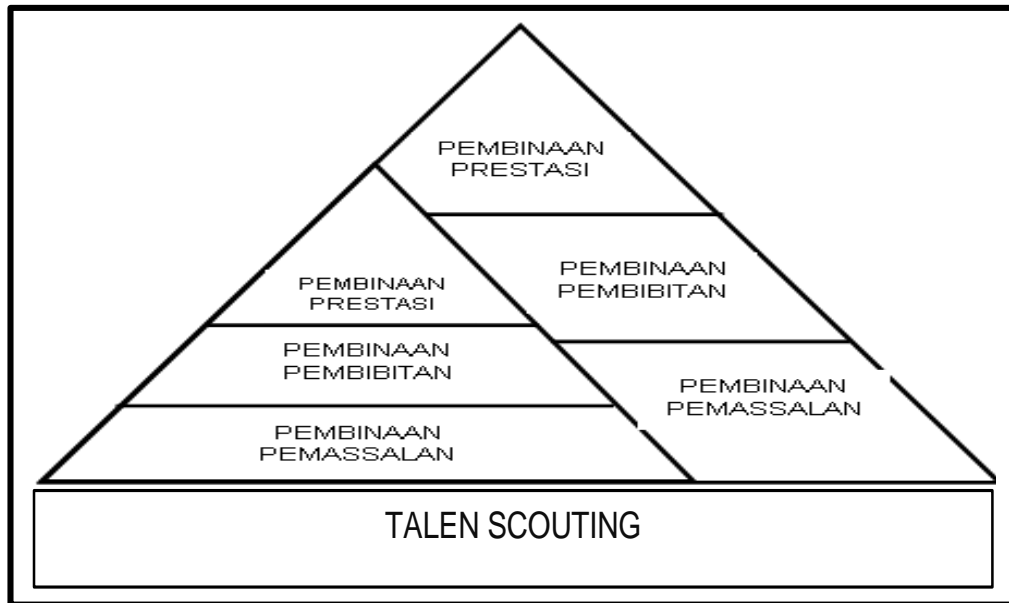 PEMBINAAN
PRESTASI
PEMBINAAN
PEMBIBITAN
PEMBINAAN
PRESTASI
PEMBINAAN
PEMBIBITAN
PEMBINAAN
PEMASSALAN
PEMBINAAN
PEMASSALAN
TALEN SCOUTING